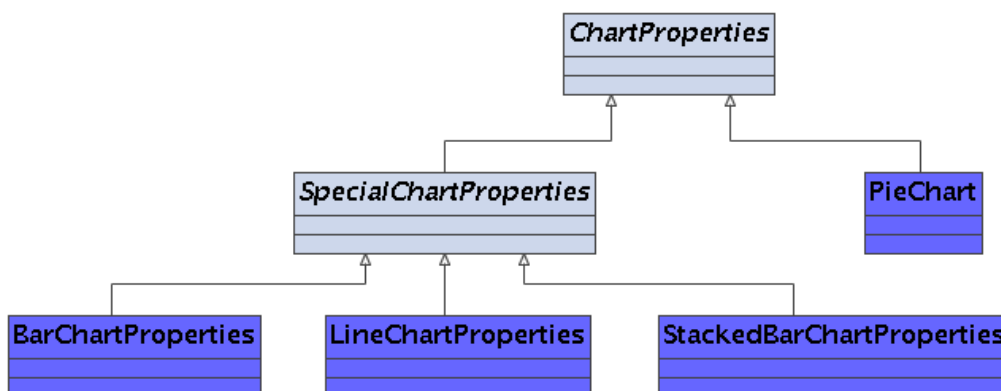 ChartProperties
SpecialChartProperties
PieChart
BarChartProperties
LineChartProperties
StackedBarChartProperties